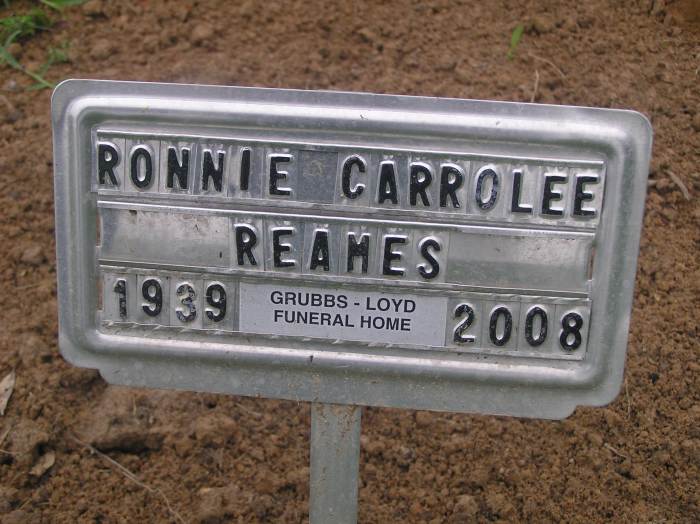 RONNIE CARROLEE
REAMES
1939 GRUBBS - LOYD
FUNERAL HOME 2008